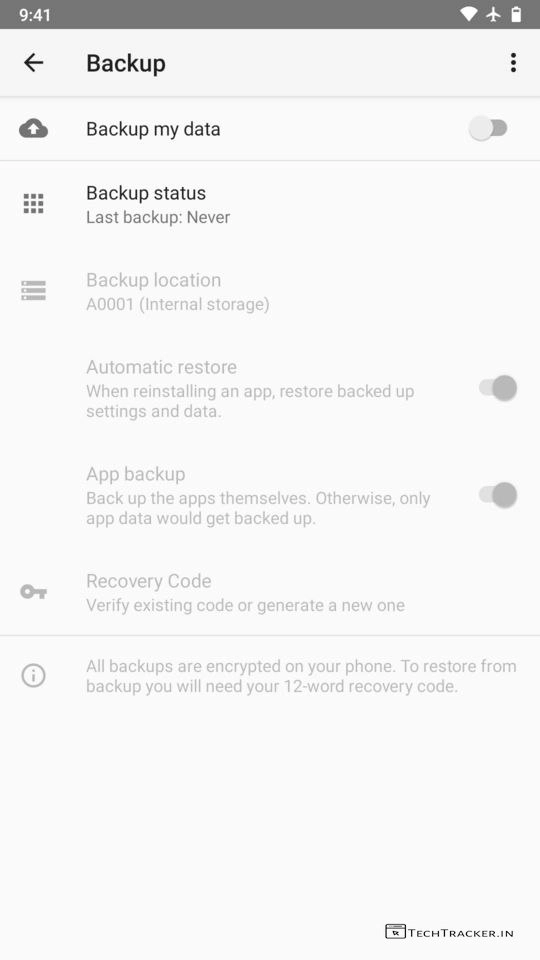 9:41
Backup
Backup my data
Backup status
Last backup: Never
Backup location
A0001 (Internal storage)
Automatic restore
When reinstalling an app, restore backed up
settings and data.
App backup
Back up the apps themselves. Otherwise, only
app data would get backed up.
Recovery Code
Verify existing code or generate a new one
All backups are encrypted on your phone. To restore from
backup you will need your 12-word recovery code.
TECHTRACKER.IN